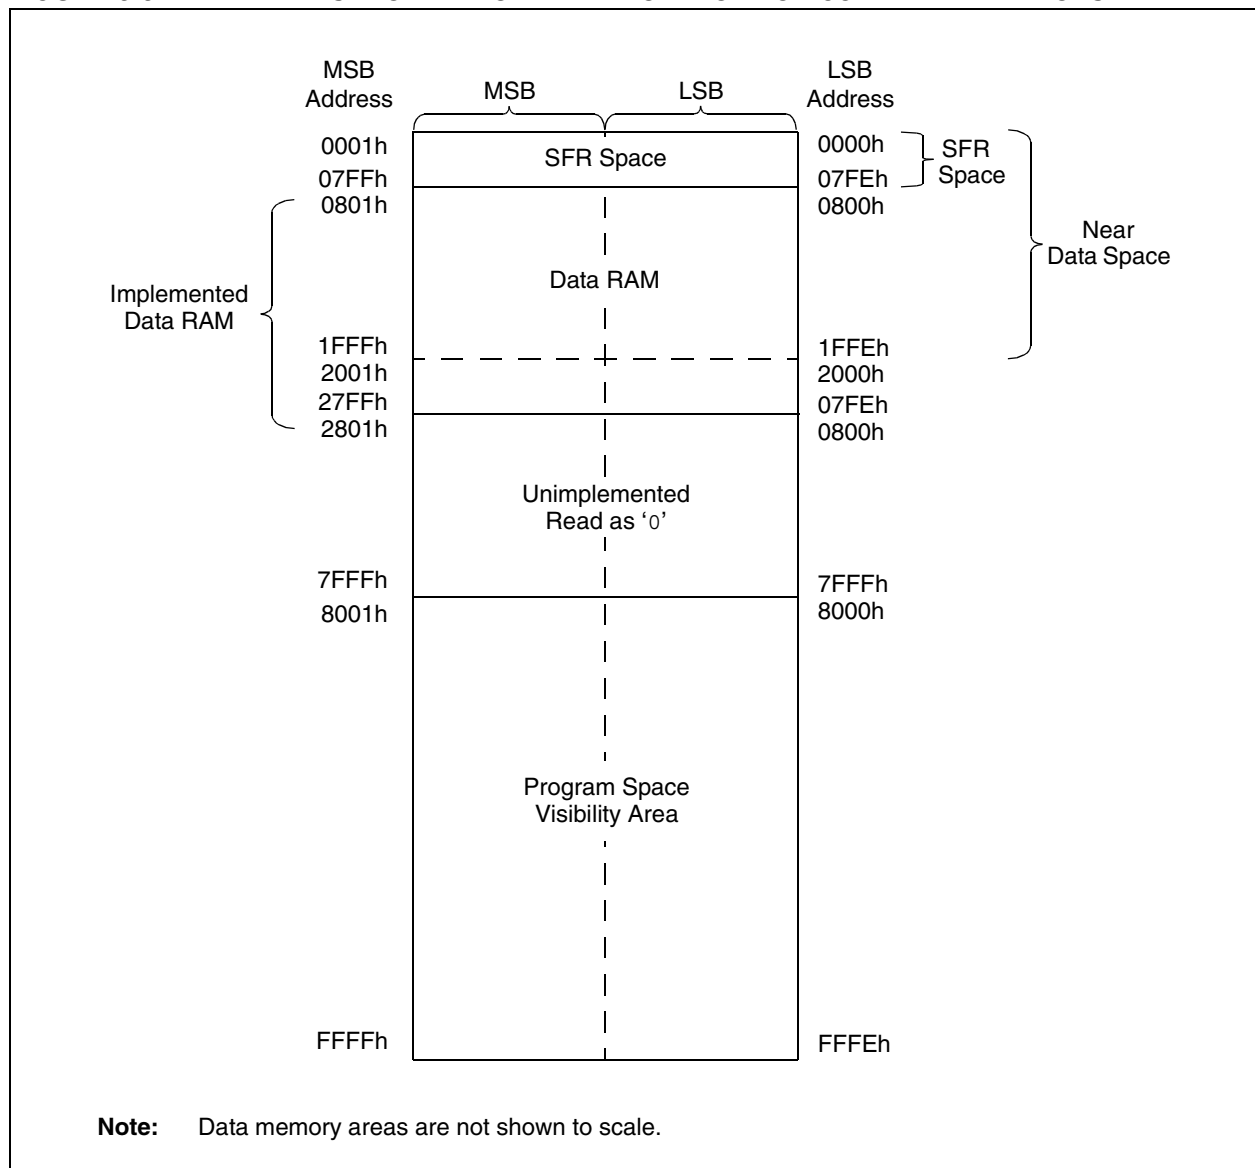 MSB
Address
MSB
LSB
LSB
Address
0001h
SFR Space
0000h
SFR
Space
07FFh
07FEh
0801h
0800h
Near
Data Space
Data RAM
Implemented
Data RAM
1FFFh
1FFEh
2001h
2000h
27FFh
07FEh
2801h
0800h
Unimplemented
Read as ‘0’
7FFFh
7FFFh
8001h
8000h
Program Space
Visibility Area
FFFFh
FFFEh
Note: Data memory areas are not shown to scale.